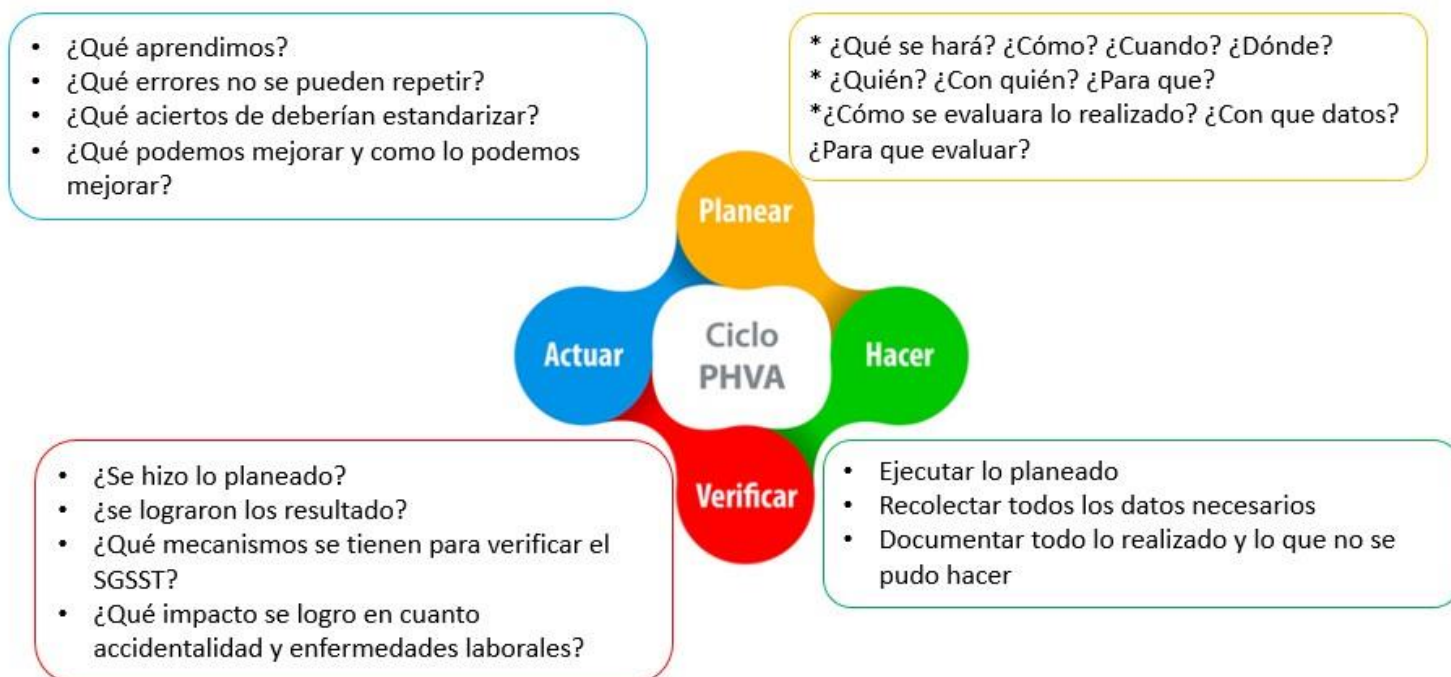 • ¿Qué aprendimos?
• ¿Qué errores no se pueden repetir?
• ¿Qué aciertos de deberían estandarizar?
• ¿Qué podemos mejorar y como lo podemos
mejorar?
* ¿Qué se hará? ¿Cómo? ¿Cuando? ¿Dónde?
* ¿Quién? ¿Con quién? ¿Para que?
*¿Cómo se evaluara lo realizado? ¿Con que datos?
¿Para que evaluar?
Planear
Actuar
Ciclo
PHVA
Hacer
Verificar
• ¿Se hizo lo planeado?
• ¿se lograron los resultado?
• ¿Qué mecanismos se tienen para verificar el
SGSST?
• ¿Qué impacto se logro en cuanto
accidentalidad y enfermedades laborales?
• Ejecutar lo planeado
• Recolectar todos los datos necesarios
• Documentar todo lo realizado y lo que no se
pudo hacer